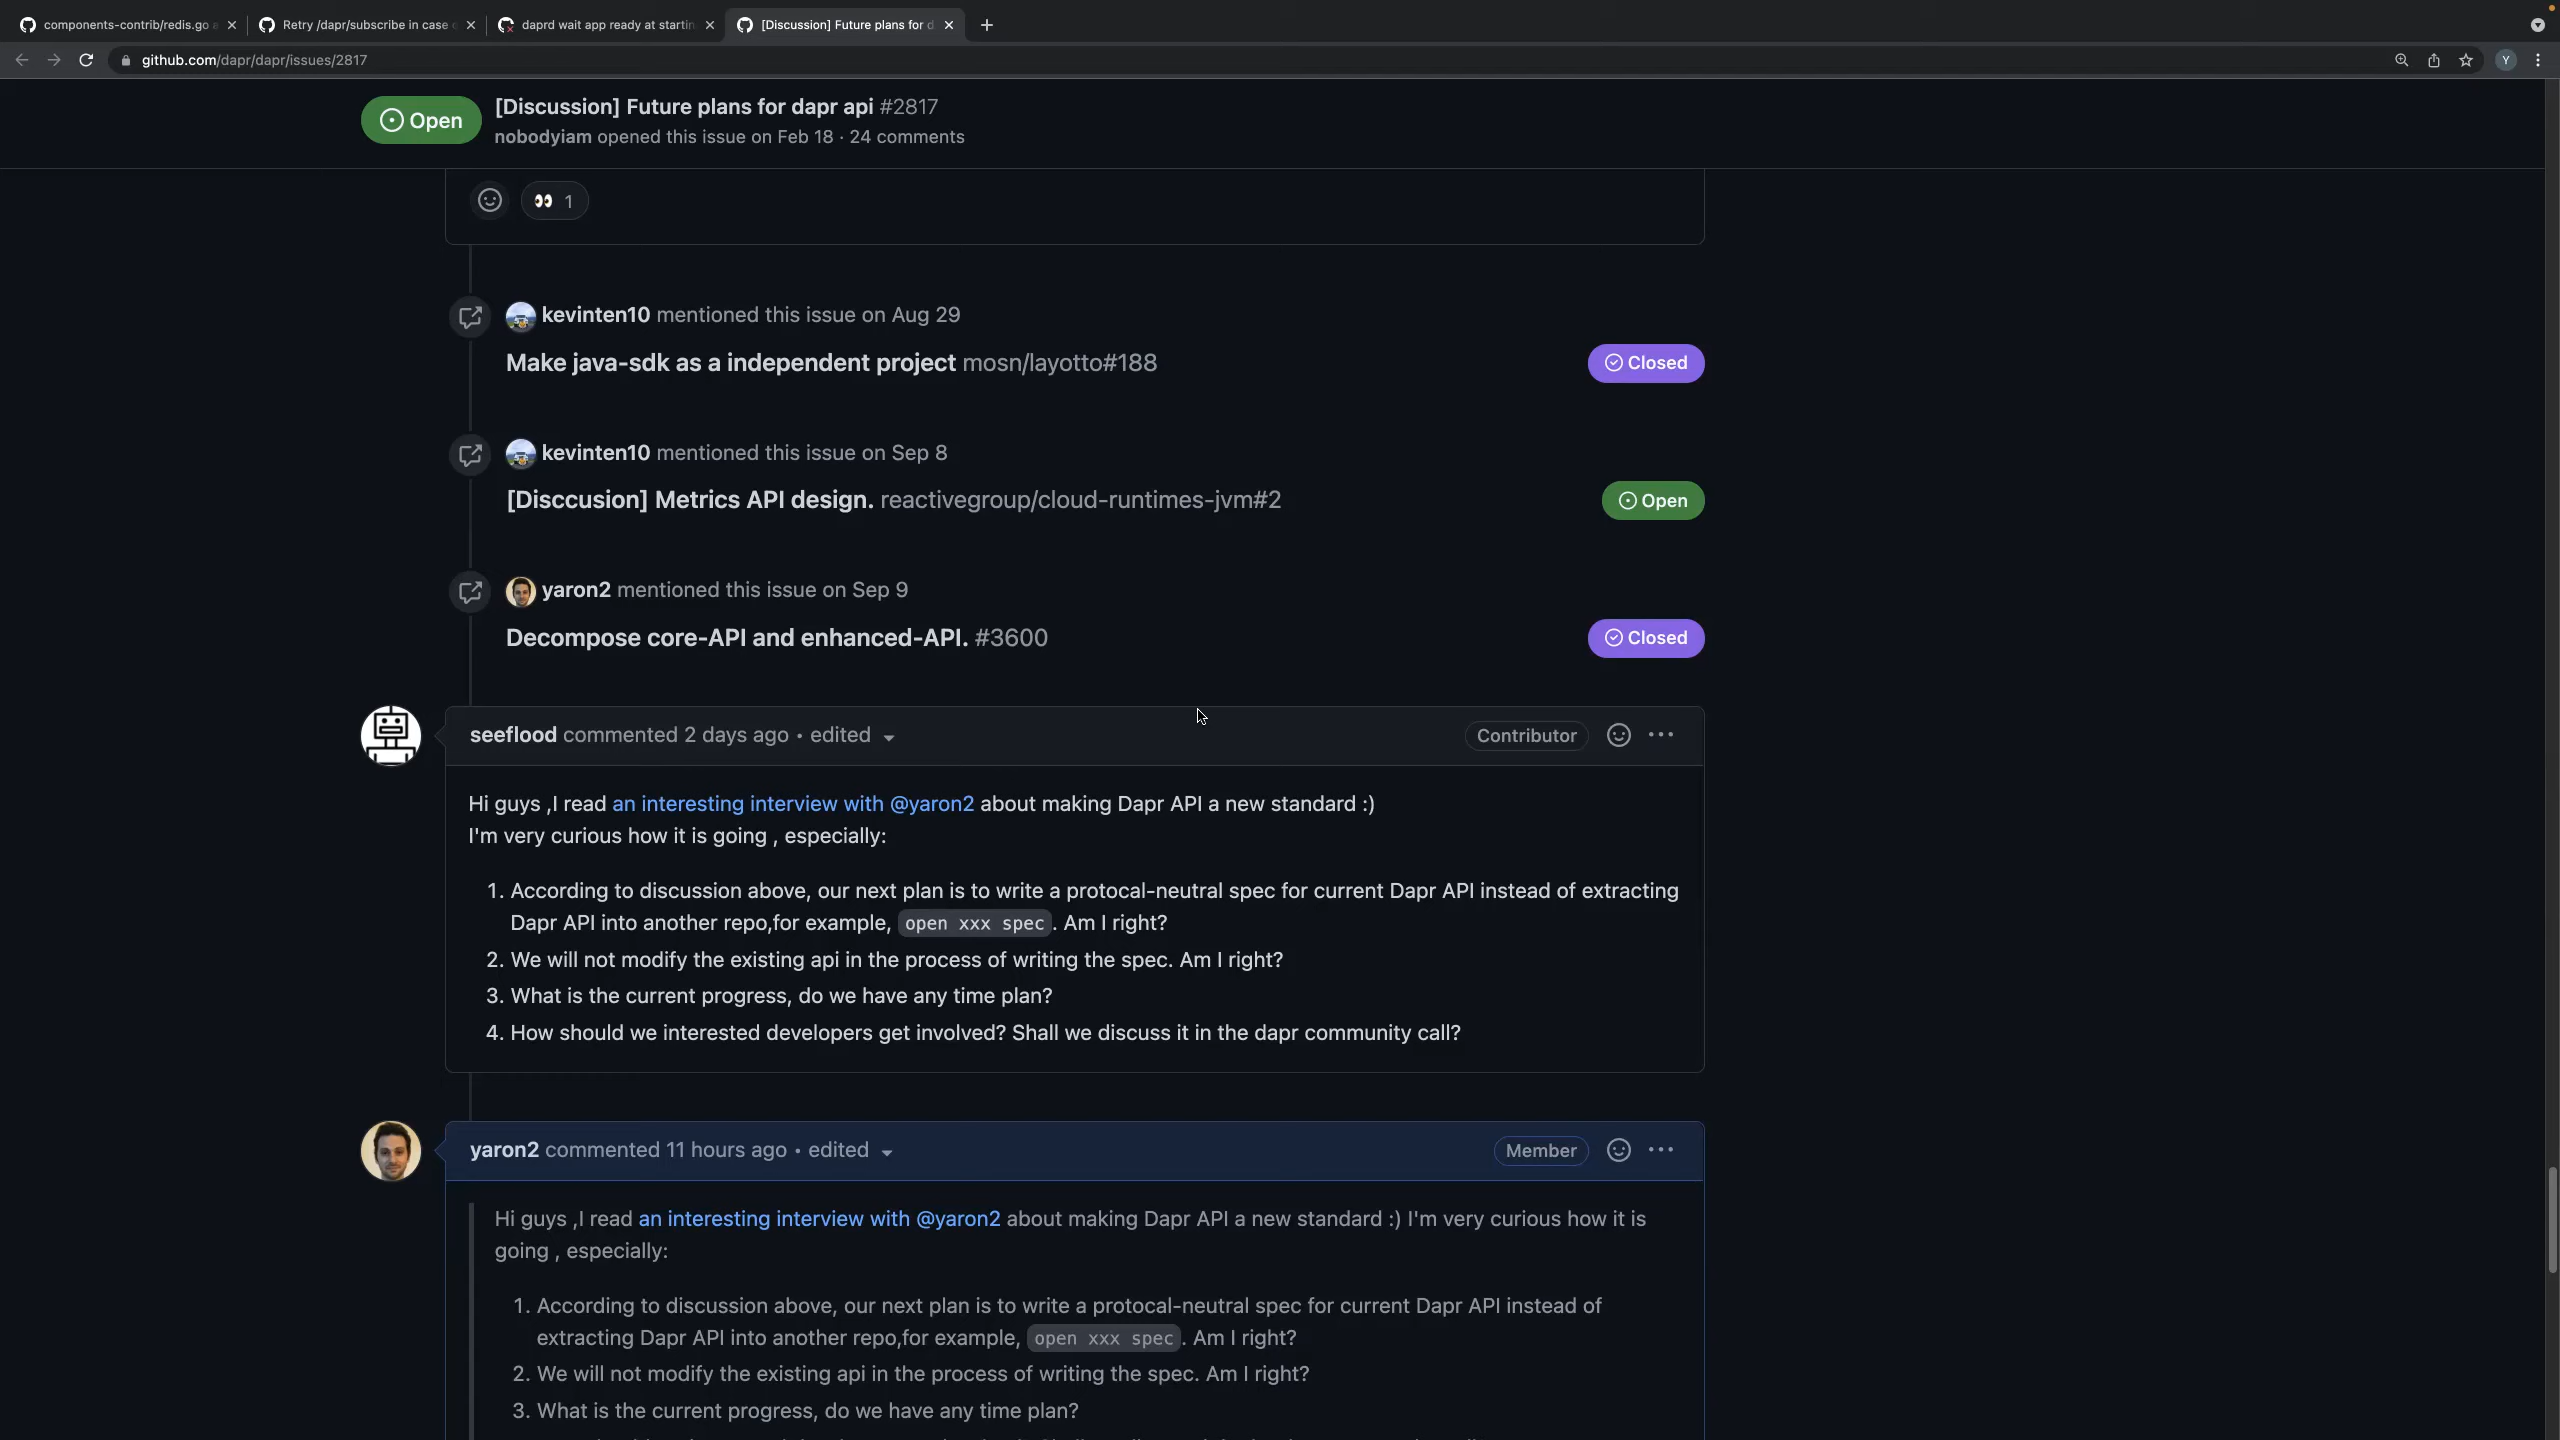 components-contrib/redis.go a
Retry /dapr/subscribe in case
daprd wait app ready at startin
[Discussion] Future plans for d
github.com/dapr/dapr/issues/2817
Y
Open
[Discussion] Future plans for dapr api #2817
nobodyiam opened this issue on Feb 18 · 24 comments
1
kevinten10 mentioned this issue on Aug 29
Make java-sdk as a independent project mosn/layotto#188
Closed
kevinten10 mentioned this issue on Sep 8
[Disccusion] Metrics API design. reactivegroup/cloud-runtimes-jvm#2
Open
yaron2 mentioned this issue on Sep 9
Decompose core-API and enhanced-API. #3600
Closed
seeflood commented 2 days ago • edited
Contributor
Hi guys ,I read an interesting interview with @yaron2 about making Dapr API a new standard :)
I'm very curious how it is going , especially:
1. According to discussion above, our next plan is to write a protocal-neutral spec for current Dapr API instead of extracting
Dapr API into another repo,for example, open xxx spec . Am I right?
2. We will not modify the existing api in the process of writing the spec. Am I right?
3. What is the current progress, do we have any time plan?
4. How should we interested developers get involved? Shall we discuss it in the dapr community call?
yaron2 commented 11 hours ago • edited
Member
Hi guys ,I read an interesting interview with @yaron2 about making Dapr API a new standard :) I'm very curious how it is
going , especially:
1. According to discussion above, our next plan is to write a protocal-neutral spec for current Dapr API instead of
extracting Dapr API into another repo,for example, open xxx spec . Am I right?
2. We will not modify the existing api in the process of writing the spec. Am I right?
3. What is the current progress, do we have any time plan?